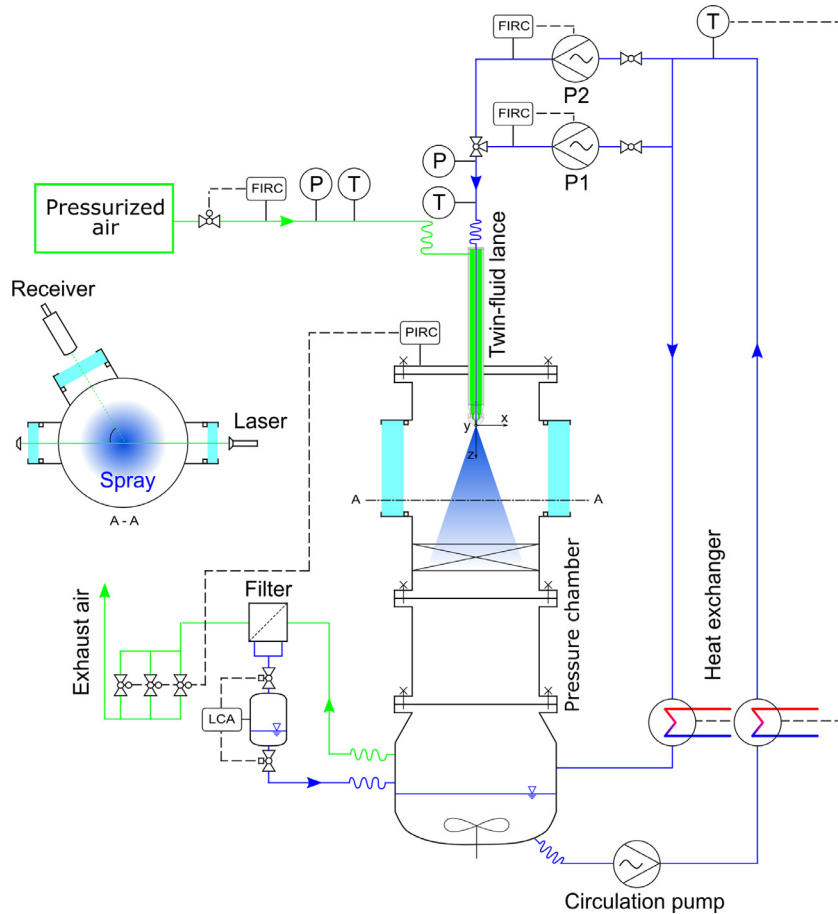 FIRC
T
P2
FIRC
P
P1
FIRC
P
T
T
Pressurized
air
Twin-fluid lance
Receiver
PIRC
Laser
x
y
z
Spray
A
A
A - A
Filter
Exhaust air
Pressure chamber
Heat exchanger
LCA
Circulation pump